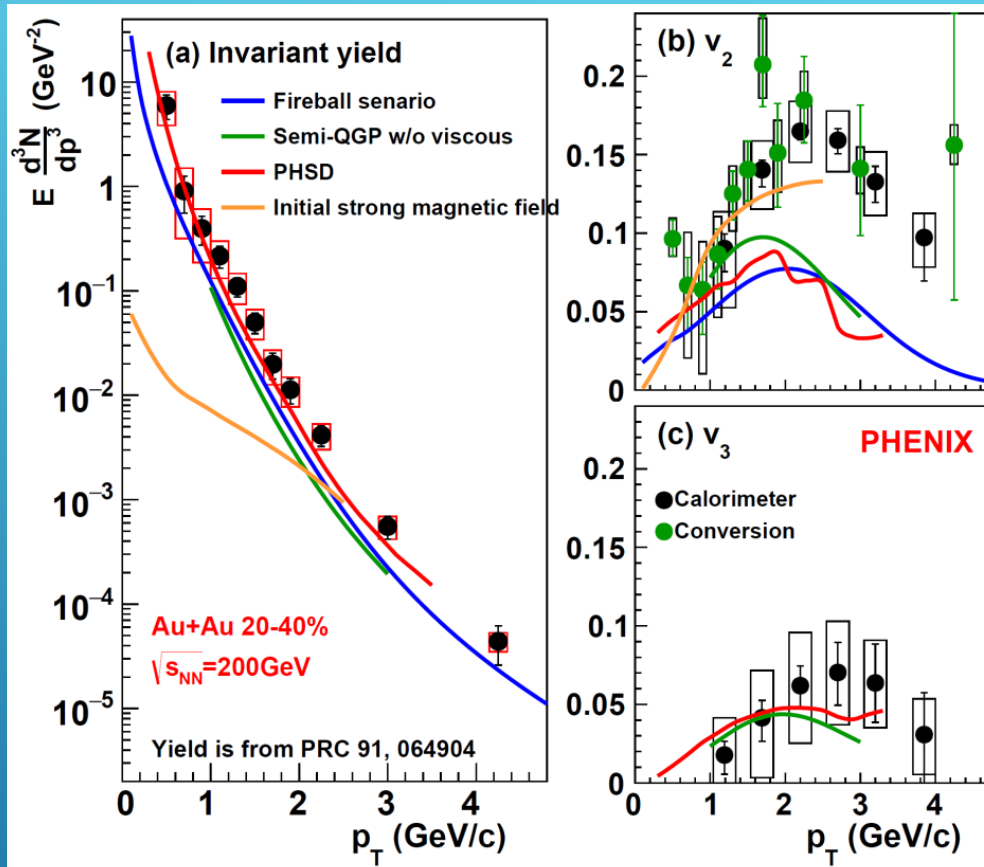 (a) Invariant yield
Fireball senario
Semi-QGP w/o viscous
PHSD
Initial strong magnetic field
E d³N/dp³ (GeV⁻²)
10
1
10⁻¹
10⁻²
10⁻³
10⁻⁴
10⁻⁵
Au+Au 20-40%
√s_NN=200GeV
Yield is from PRC 91, 064904
0 1 2 3 4
p_T (GeV/c)
(b) v₂
0.2
0.15
0.1
0.05
0
(c) v₃
PHENIX
Calorimeter
Conversion
0.2
0.15
0.1
0.05
0
0 1 2 3 4
p_T (GeV/c)